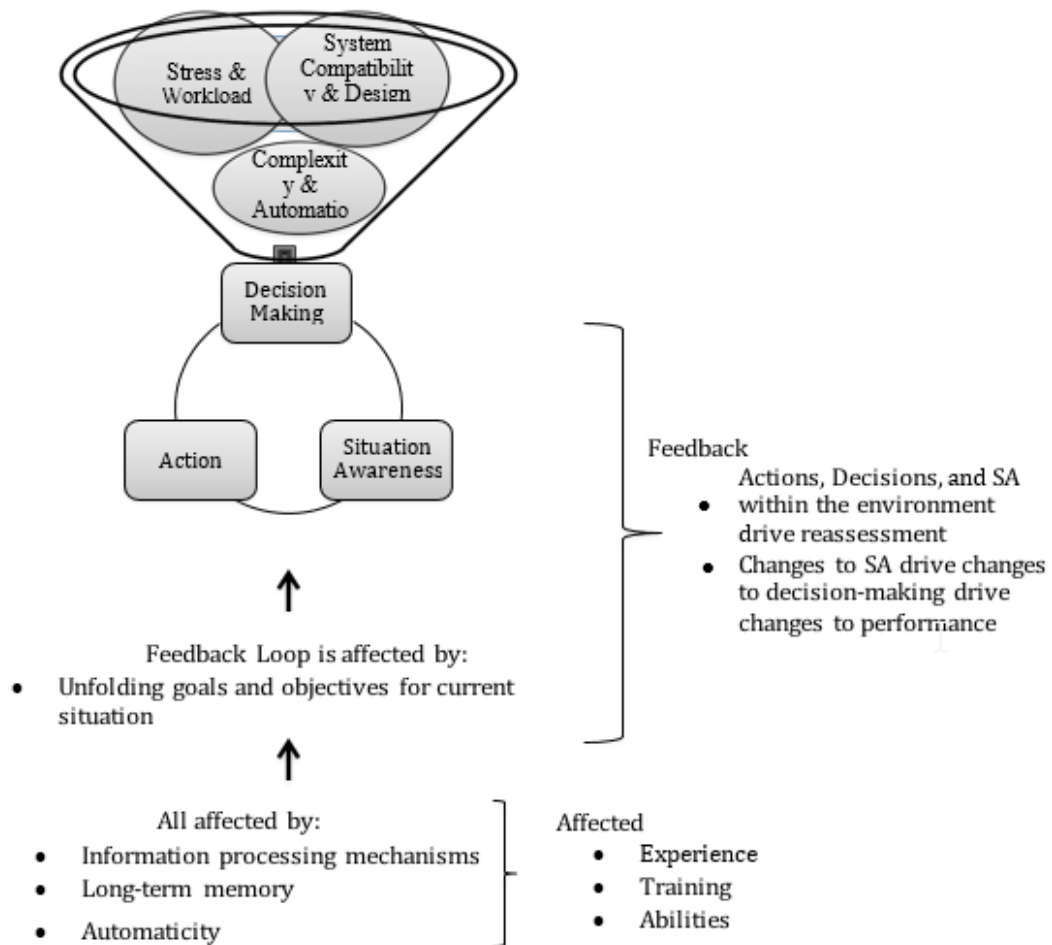 Stress &
Workload
System
Compatibilit
y & Design
Complexit
y &
Automatio
Decision
Making
Action
Situation
Awareness
Feedback
Actions, Decisions, and SA
• within the environment
drive reassessment
• Changes to SA drive changes
to decision-making drive
changes to performance
Feedback Loop is affected by:
• Unfolding goals and objectives for current
situation
All affected by:
• Information processing mechanisms
• Long-term memory
• Automaticity
Affected
• Experience
• Training
• Abilities